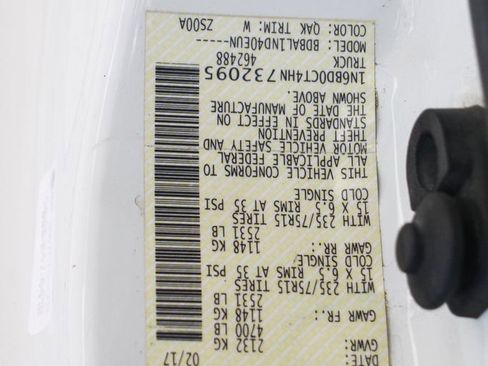 DATE: 02/17
GVWR: 2132 KG
4700 LB
GAWR FR.: 1148 KG
2531 LB
WITH 235/75R15 TIRES
15 X 6.5 RIMS AT 35 PSI
COLD SINGLE
GAWR RR.: 1148 KG
2531 LB
WITH 235/75R15 TIRES
15 X 6.5 RIMS AT 35 PSI
COLD SINGLE
THIS VEHICLE CONFORMS TO
ALL APPLICABLE FEDERAL
MOTOR VEHICLE SAFETY AND
THEFT PREVENTION
STANDARDS IN EFFECT ON
THE DATE OF MANUFACTURE
SHOWN ABOVE.
1N6BD0CT4HN732095
TRUCK 462488
MODEL: BDBALIND40EUN----
COLOR: QAK TRIM: W ZS00A